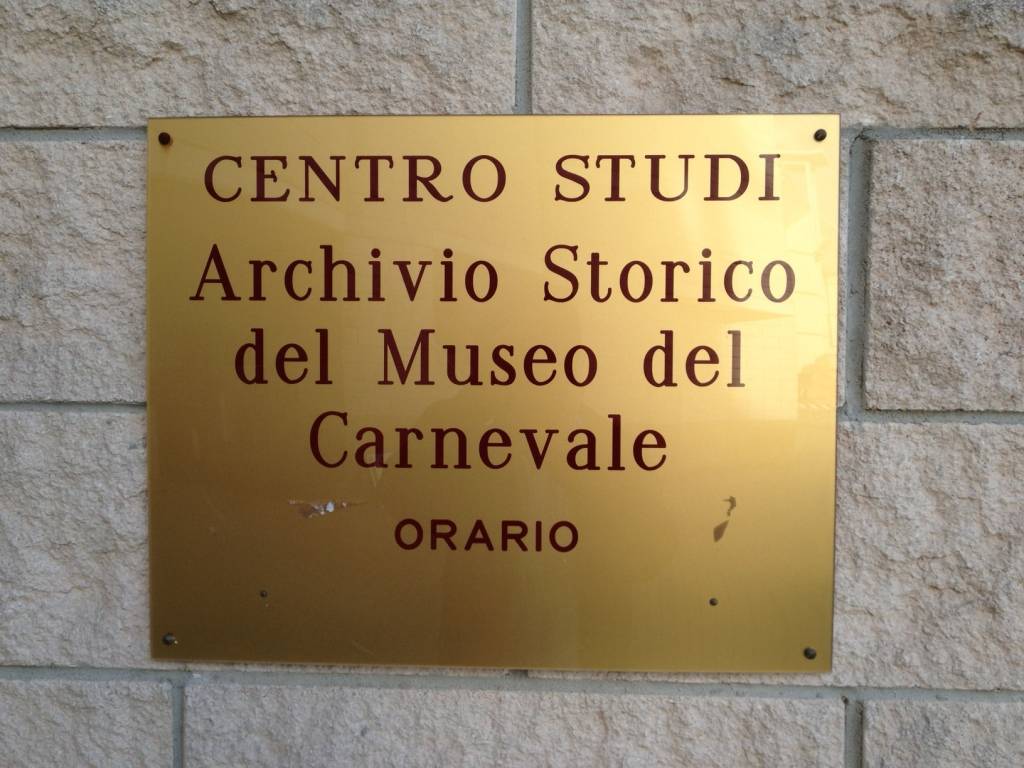 CENTRO STUDI
Archivio Storico
del Museo del
Carnevale
ORARIO